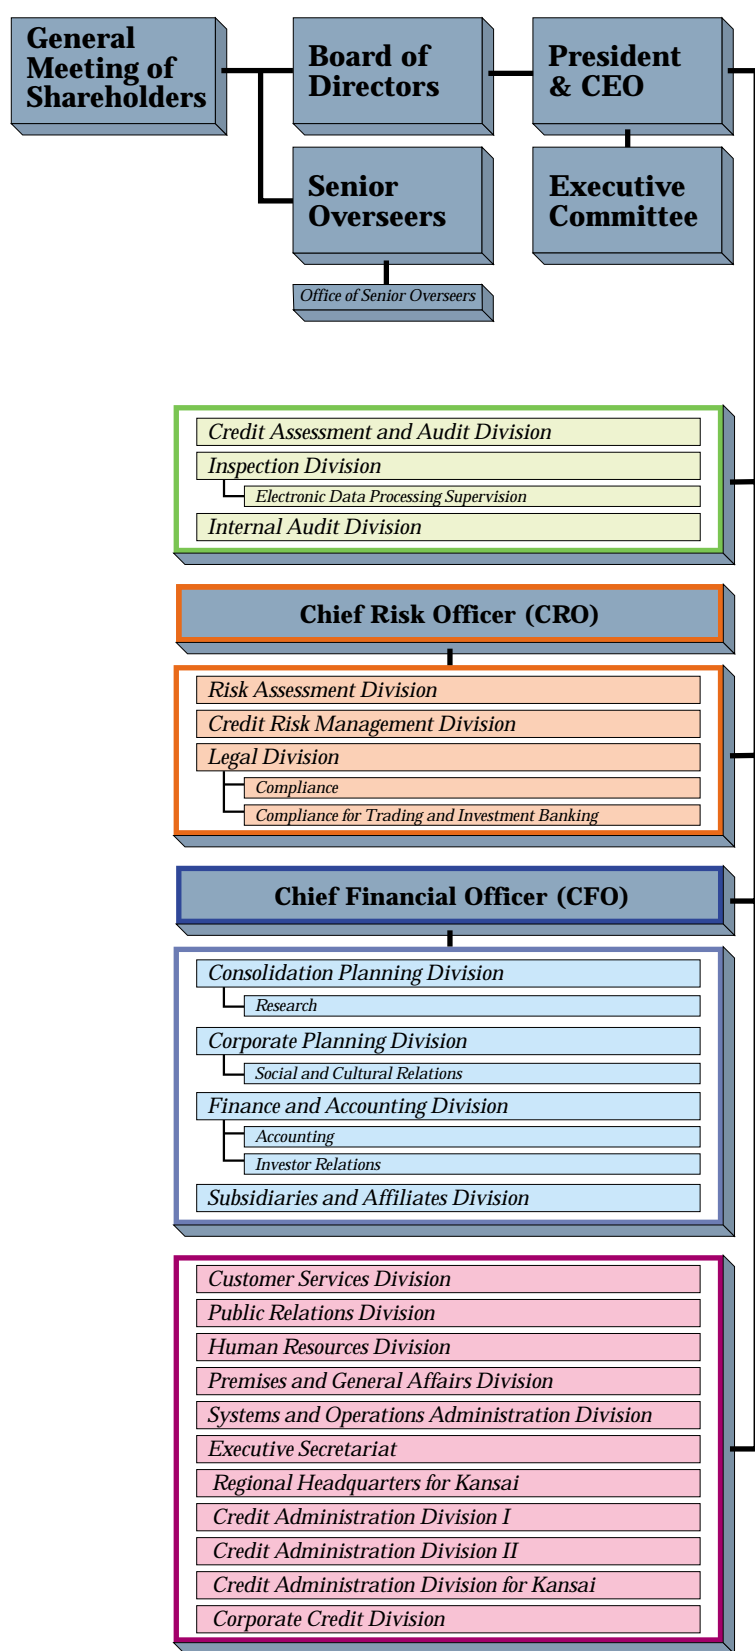 General
Meeting of
Shareholders
Board of
Directors
President
& CEO
Senior
Overseers
Executive
Committee
Office of Senior Overseers
Credit Assessment and Audit Division
Inspection Division
Electronic Data Processing Supervision
Internal Audit Division
Chief Risk Officer (CRO)
Risk Assessment Division
Credit Risk Management Division
Legal Division
Compliance
Compliance for Trading and Investment Banking
Chief Financial Officer (CFO)
Consolidation Planning Division
Research
Corporate Planning Division
Social and Cultural Relations
Finance and Accounting Division
Accounting
Investor Relations
Subsidiaries and Affiliates Division
Customer Services Division
Public Relations Division
Human Resources Division
Premises and General Affairs Division
Systems and Operations Administration Division
Executive Secretariat
Regional Headquarters for Kansai
Credit Administration Division I
Credit Administration Division II
Credit Administration Division for Kansai
Corporate Credit Division